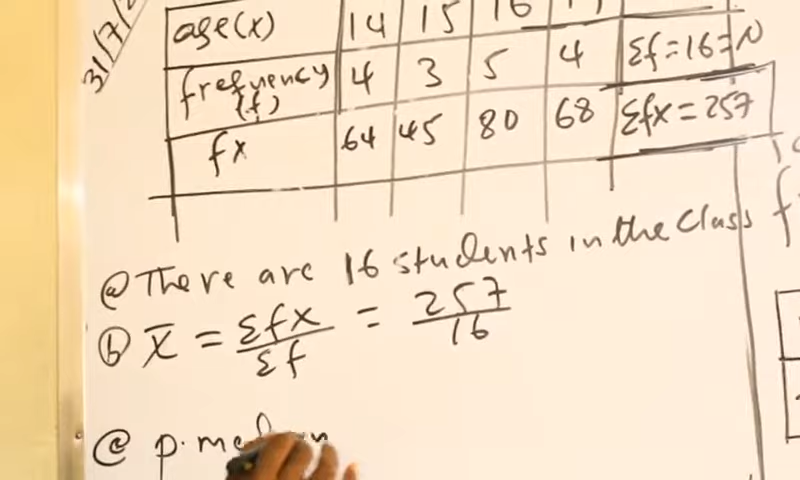 31/7/2
age(x) 14 15 16 17
frequency (f) 4 3 5 4 Σf=16=N
fx 64 45 80 68 Σfx=257
ⓐ There are 16 students in the class
ⓑ x̄ = Σfx/Σf = 257/16
@ p.m